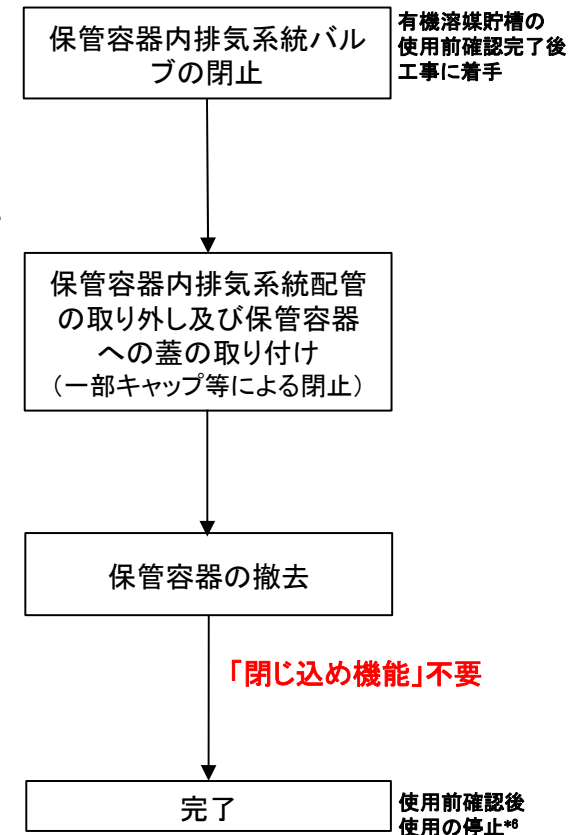 保管容器内排気系統バル
ブの閉止
有機溶媒貯槽の
使用前確認完了後
工事に着手
保管容器内排気系統配管
の取り外し及び保管容器
への蓋の取り付け
（一部キャップ等による閉止）
保管容器の撤去
「閉じ込め機能」不要
完了
使用前確認後
使用の停止*6